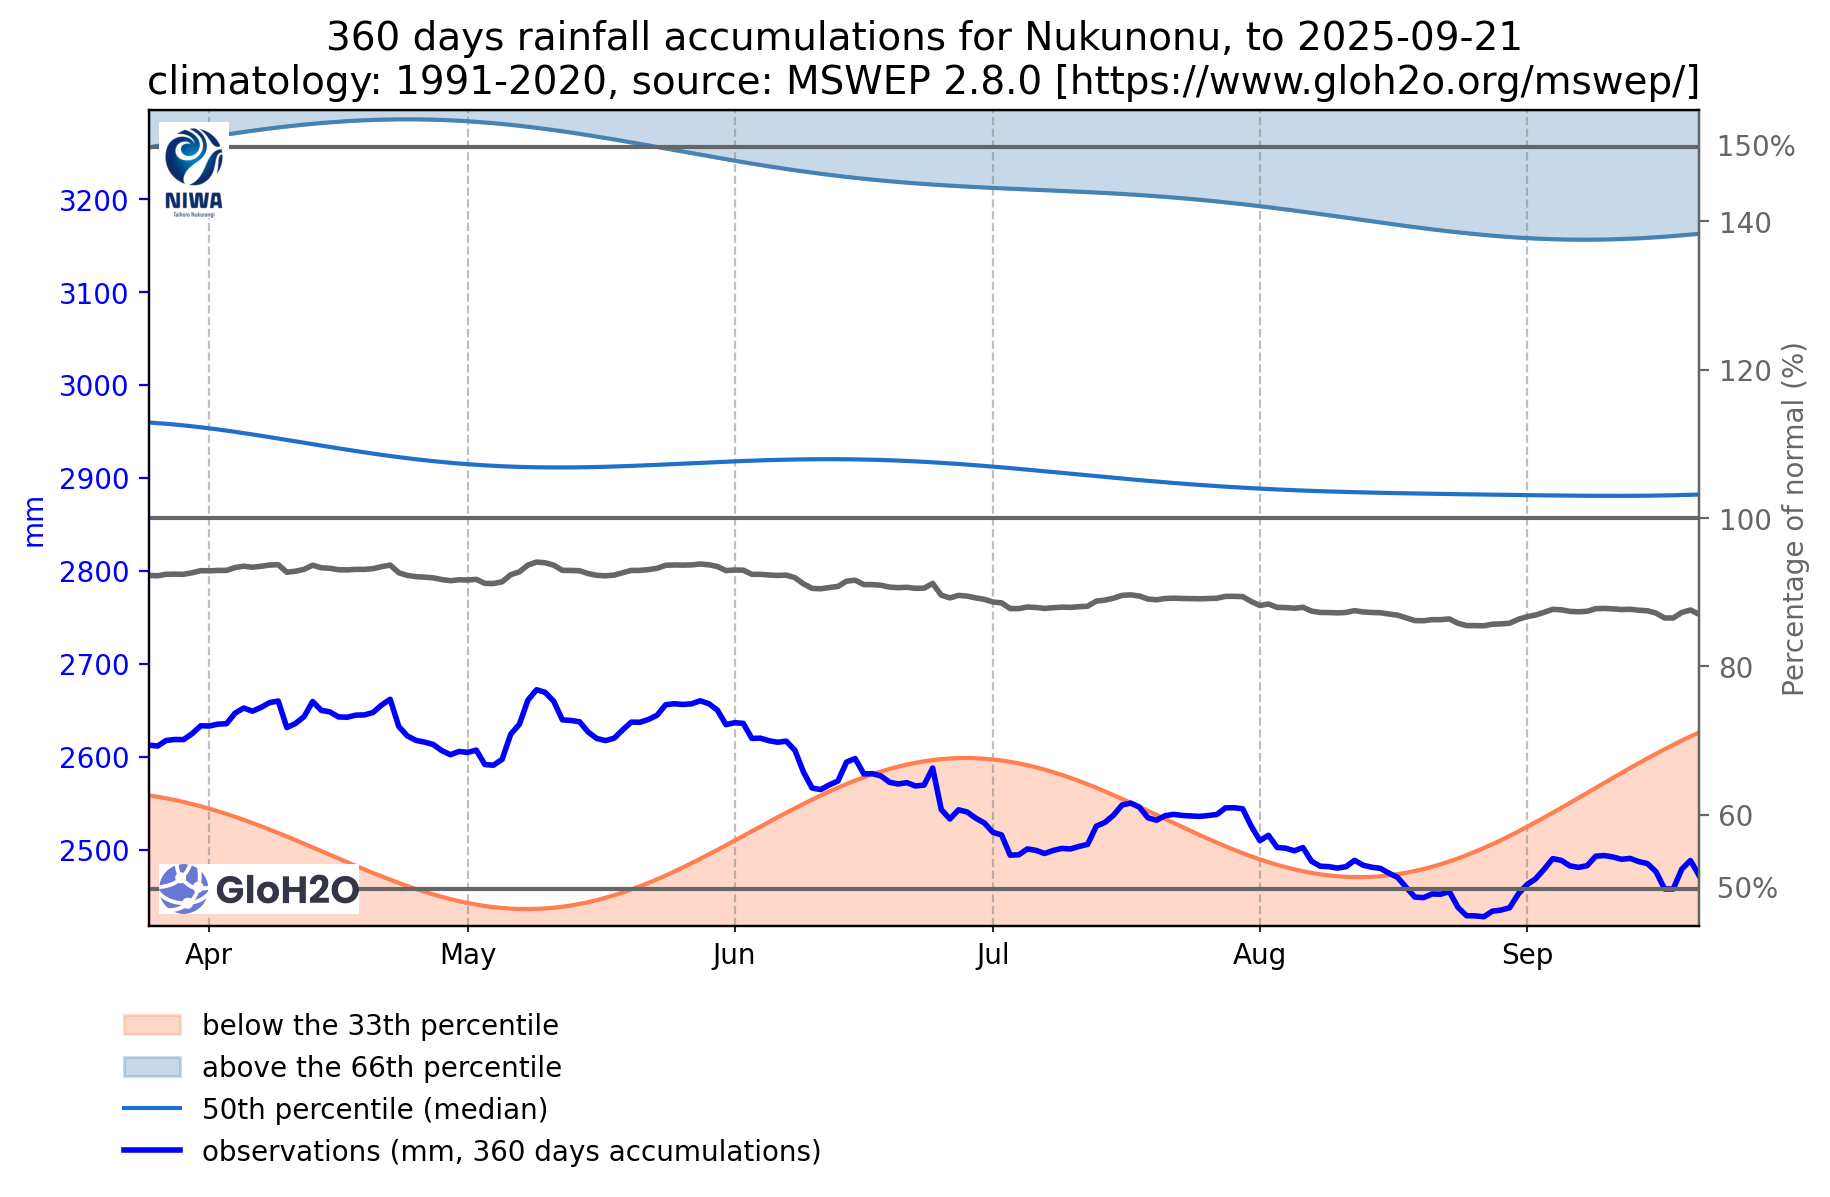 360 days rainfall accumulations for Nukunonu, to 2025-09-21
climatology: 1991-2020, source: MSWEP 2.8.0 [https://www.gloh2o.org/mswep/]
NIWA
Taihoro Nukurangi
3200
3100
3000
2900
2800
2700
2600
2500
mm
150%
140
120
100
80
60
50%
Percentage of normal (%)
GloH2O
Apr
May
Jun
Jul
Aug
Sep
below the 33th percentile
above the 66th percentile
50th percentile (median)
observations (mm, 360 days accumulations)